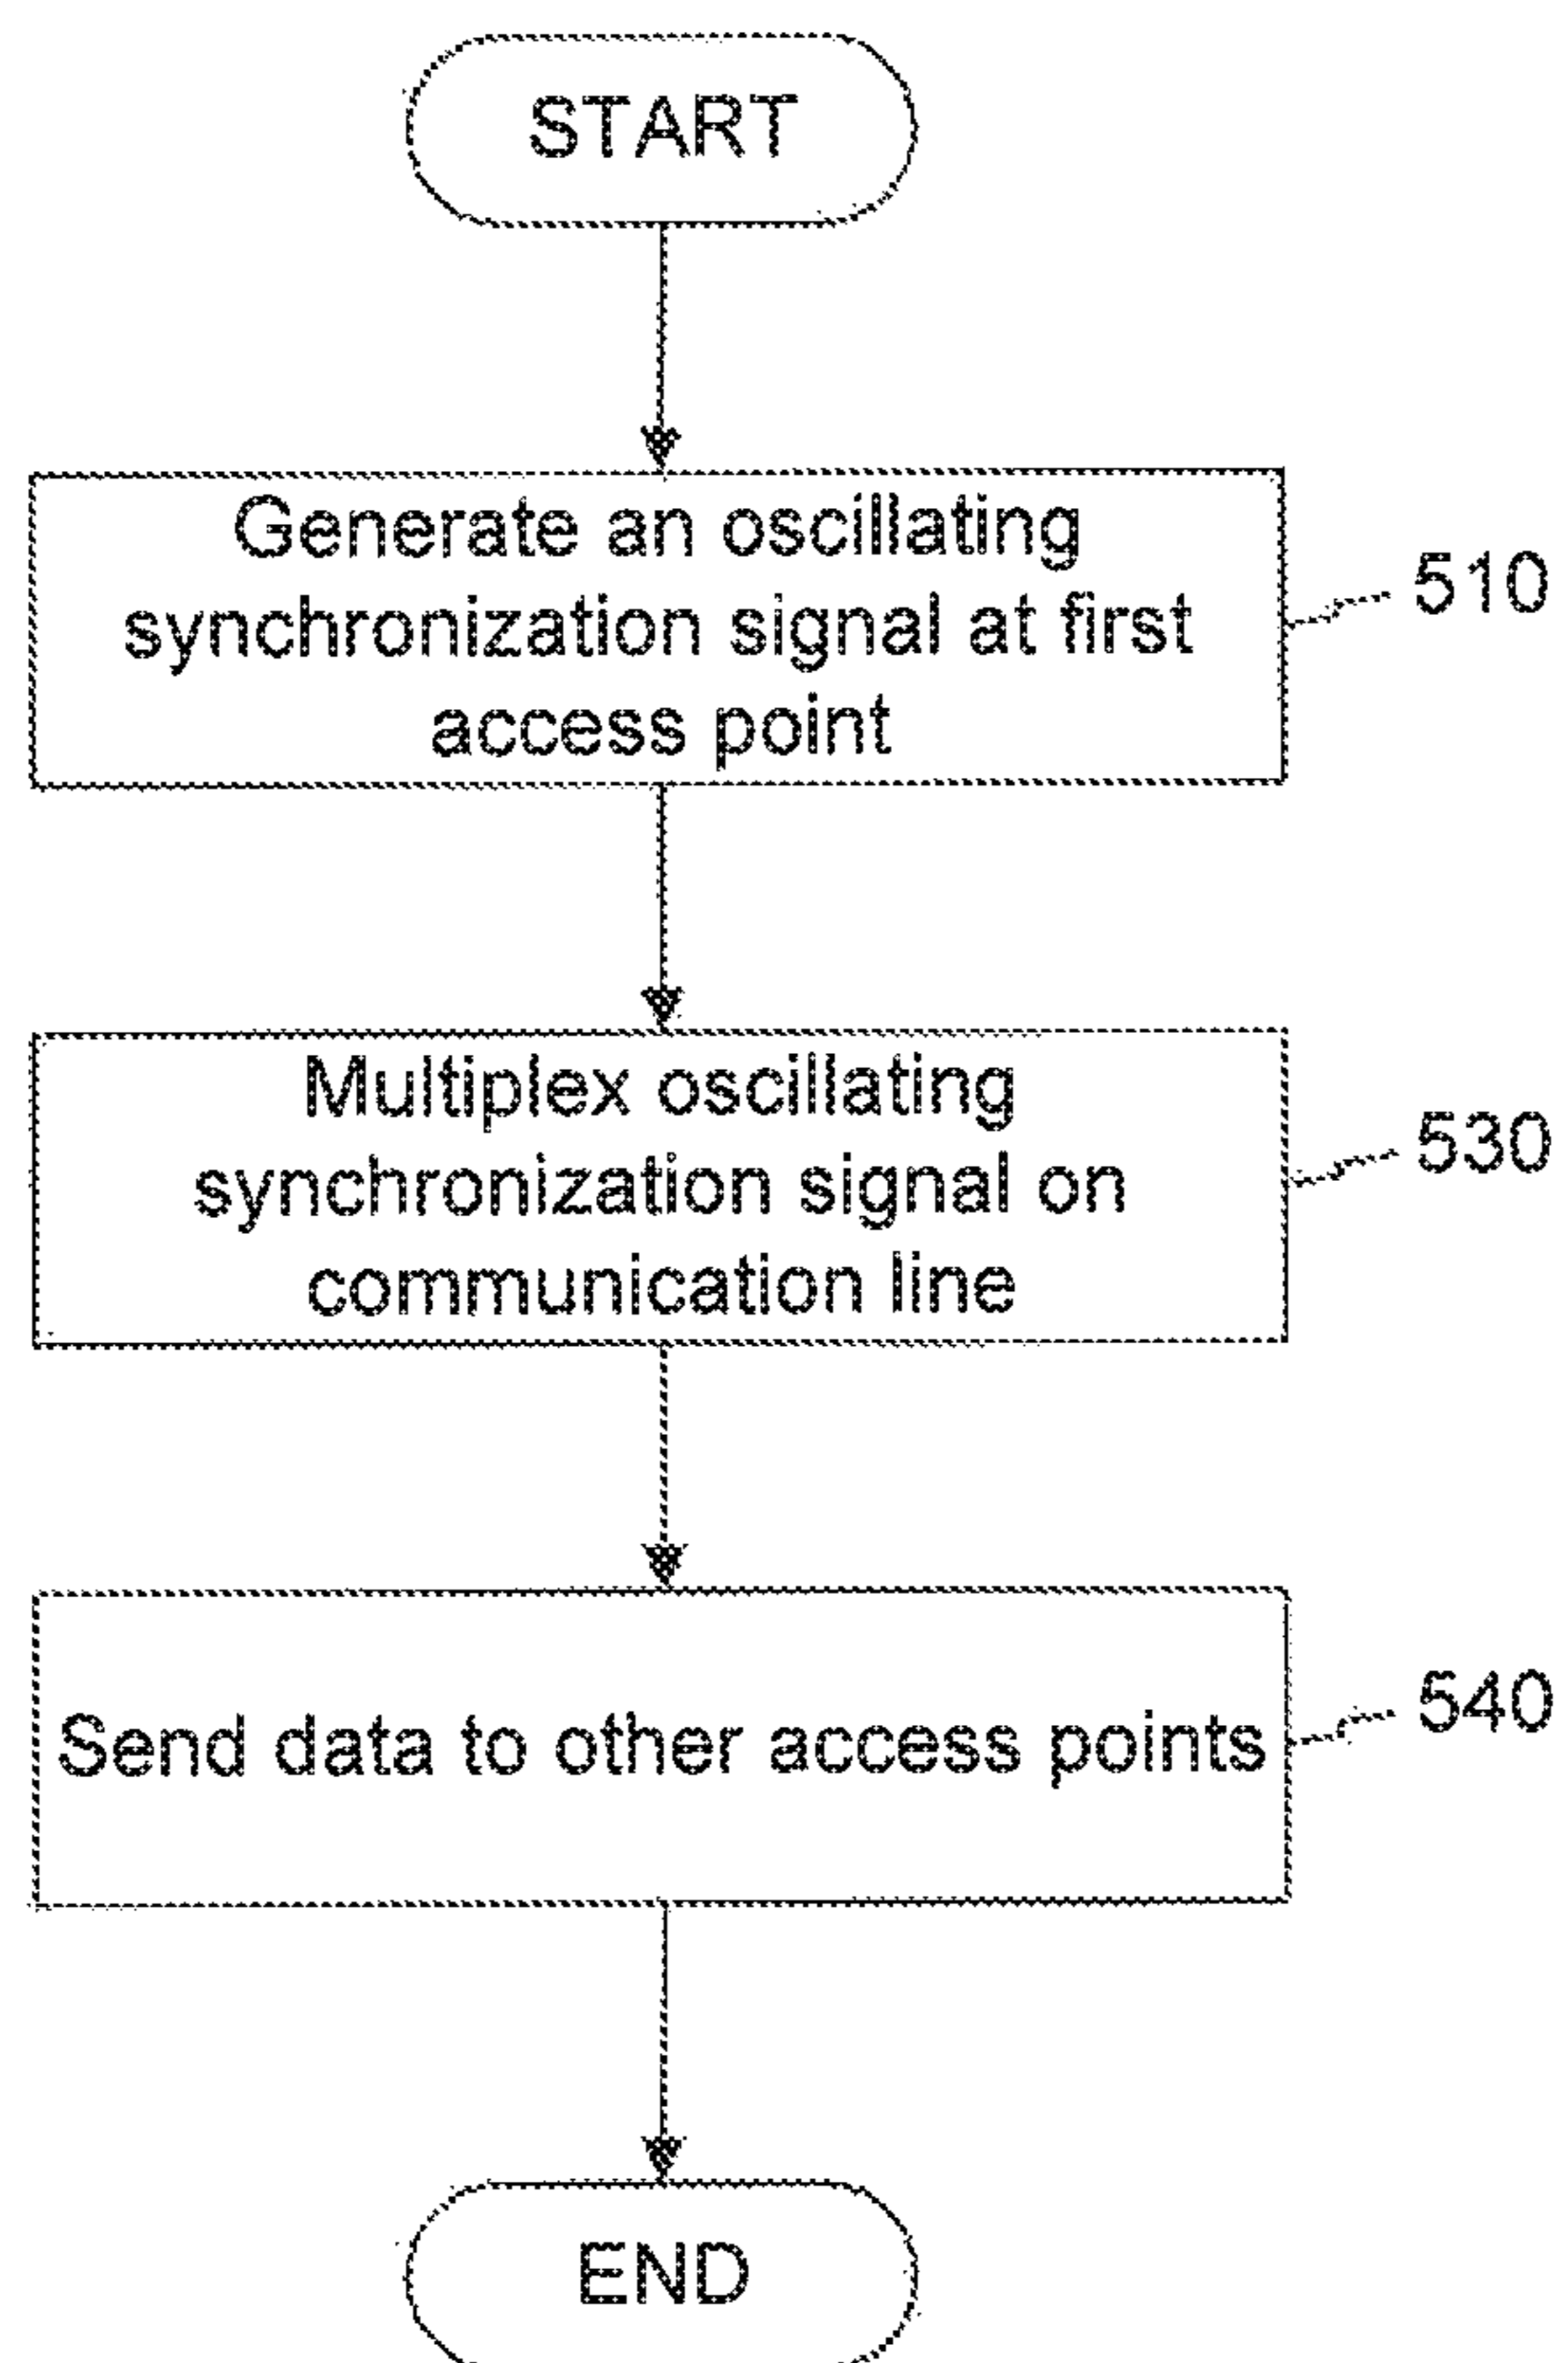 START
Generate an oscillating
synchronization signal at first
access point
510
Multiplex oscillating
synchronization signal on
communication line
530
Send data to other access points
540
END